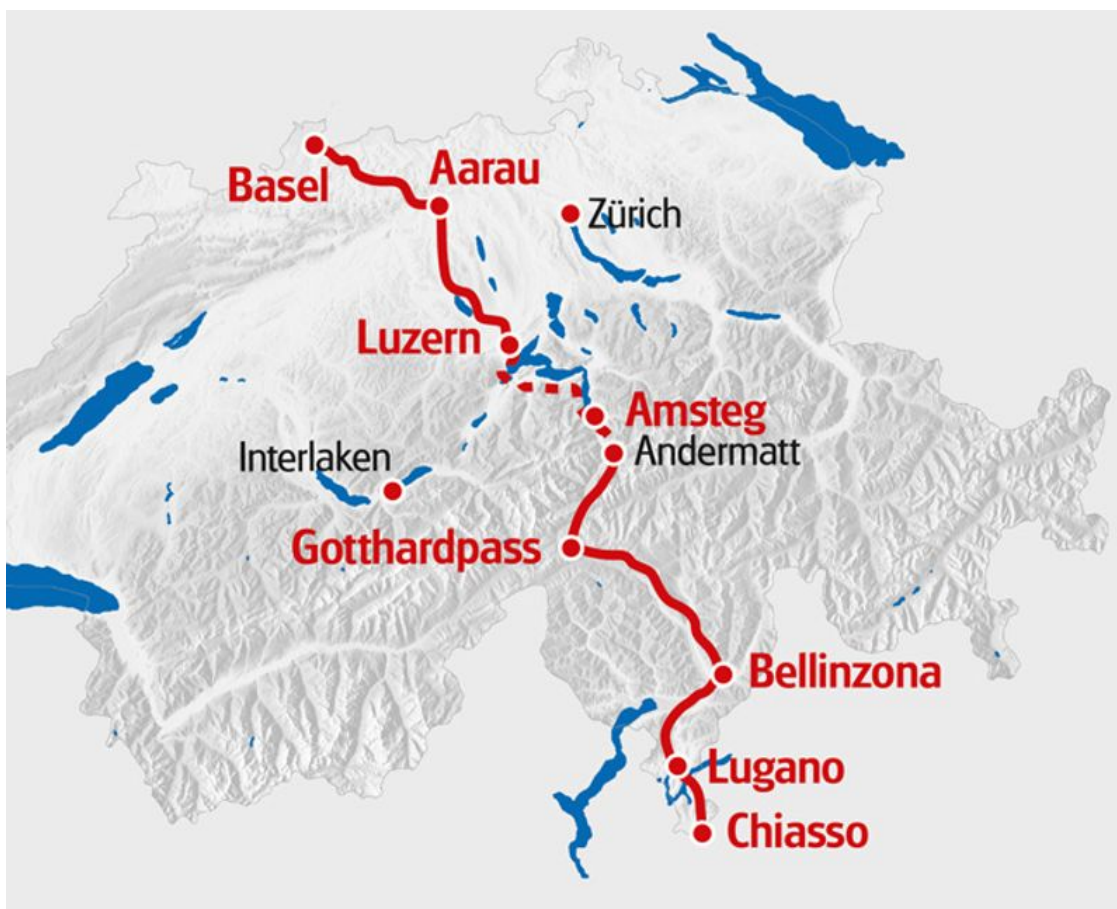 Basel
Aarau
Zürich
Luzern
Amsteg
Andermatt
Interlaken
Gotthardpass
Bellinzona
Lugano
Chiasso